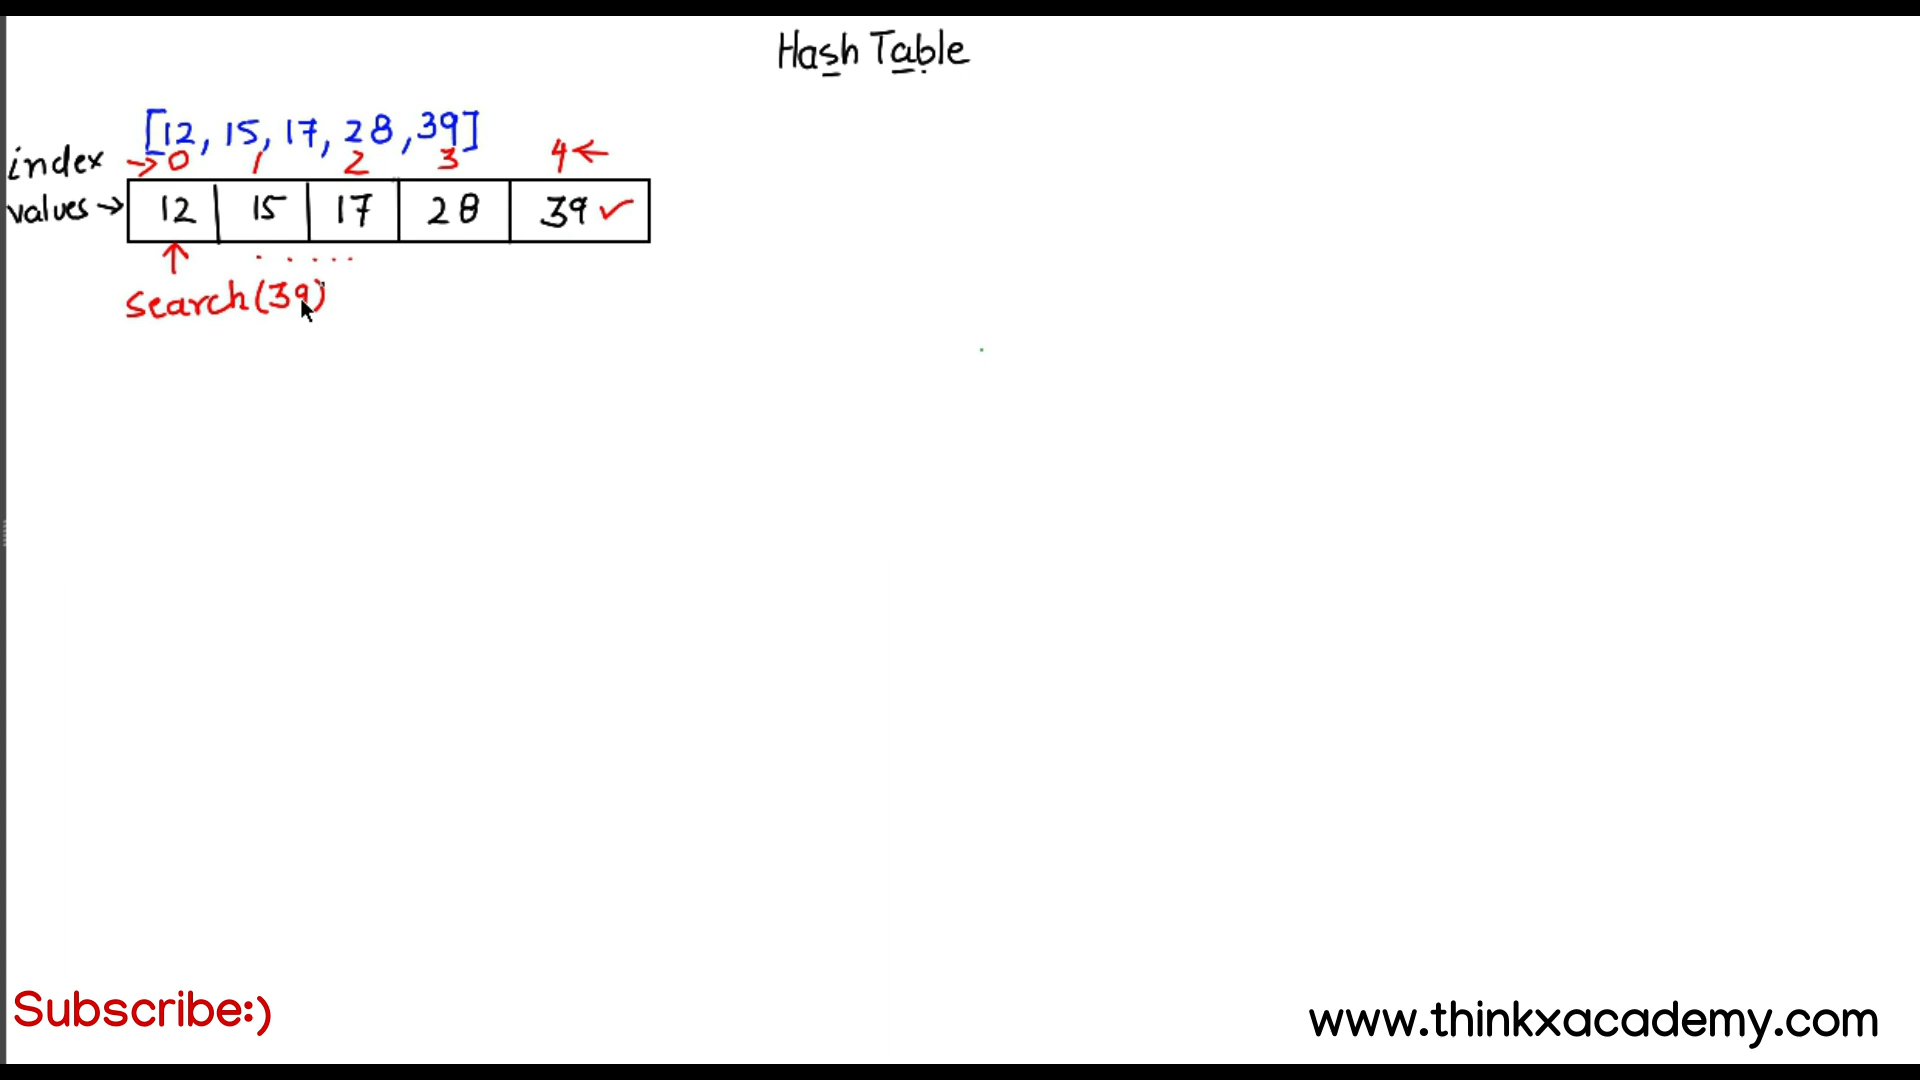 Hash Table
[12, 15, 17, 28, 39]
index → 0 1 2 3 4 ←
values → 12 15 17 28 39 ✓
↑ . . . . .
Search(39)
Subscribe:)
www.thinkxacademy.com